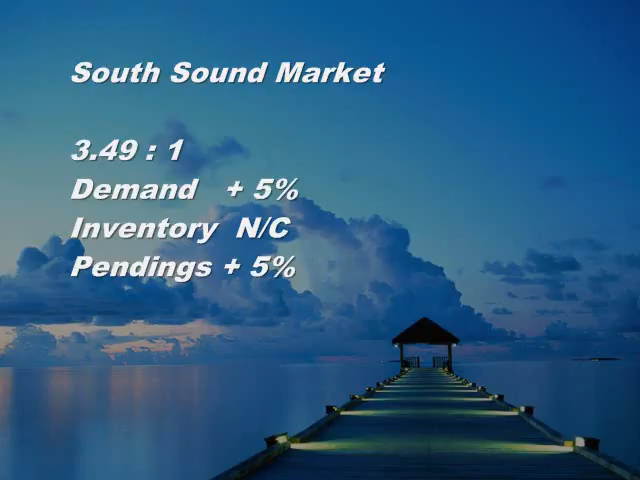 South Sound Market
3.49 : 1
Demand + 5%
Inventory N/C
Pendings + 5%